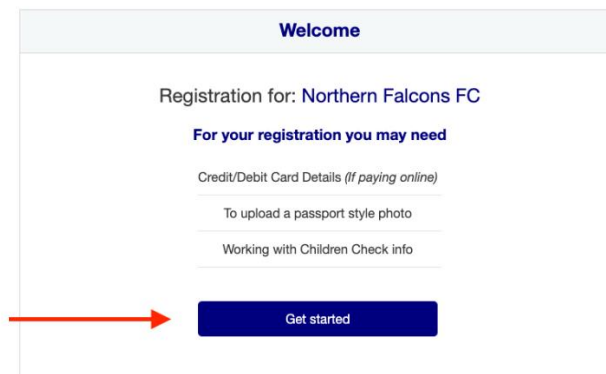 Welcome
Registration for: Northern Falcons FC
For your registration you may need
Credit/Debit Card Details (If paying online)
To upload a passport style photo
Working with Children Check info
Get started